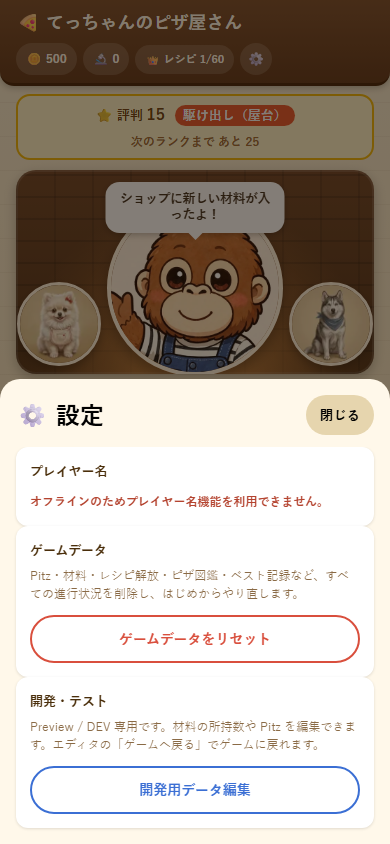 てっちゃんのピザ屋さん
500
0
レシピ 1/60
評判 15 駆け出し（屋台）
次のランクまで あと 25
ショップに新しい材料が入
ったよ！
設定
閉じる
プレイヤー名
オフラインのためプレイヤー名機能を利用できません。
ゲームデータ
Pitz・材料・レシピ解放・ピザ図鑑・ベスト記録など、すべ
ての進行状況を削除し、はじめからやり直します。
ゲームデータをリセット
開発・テスト
Preview / DEV 専用です。材料の所持数や Pitz を編集できま
す。エディタの「ゲームへ戻る」でゲームに戻れます。
開発用データ編集